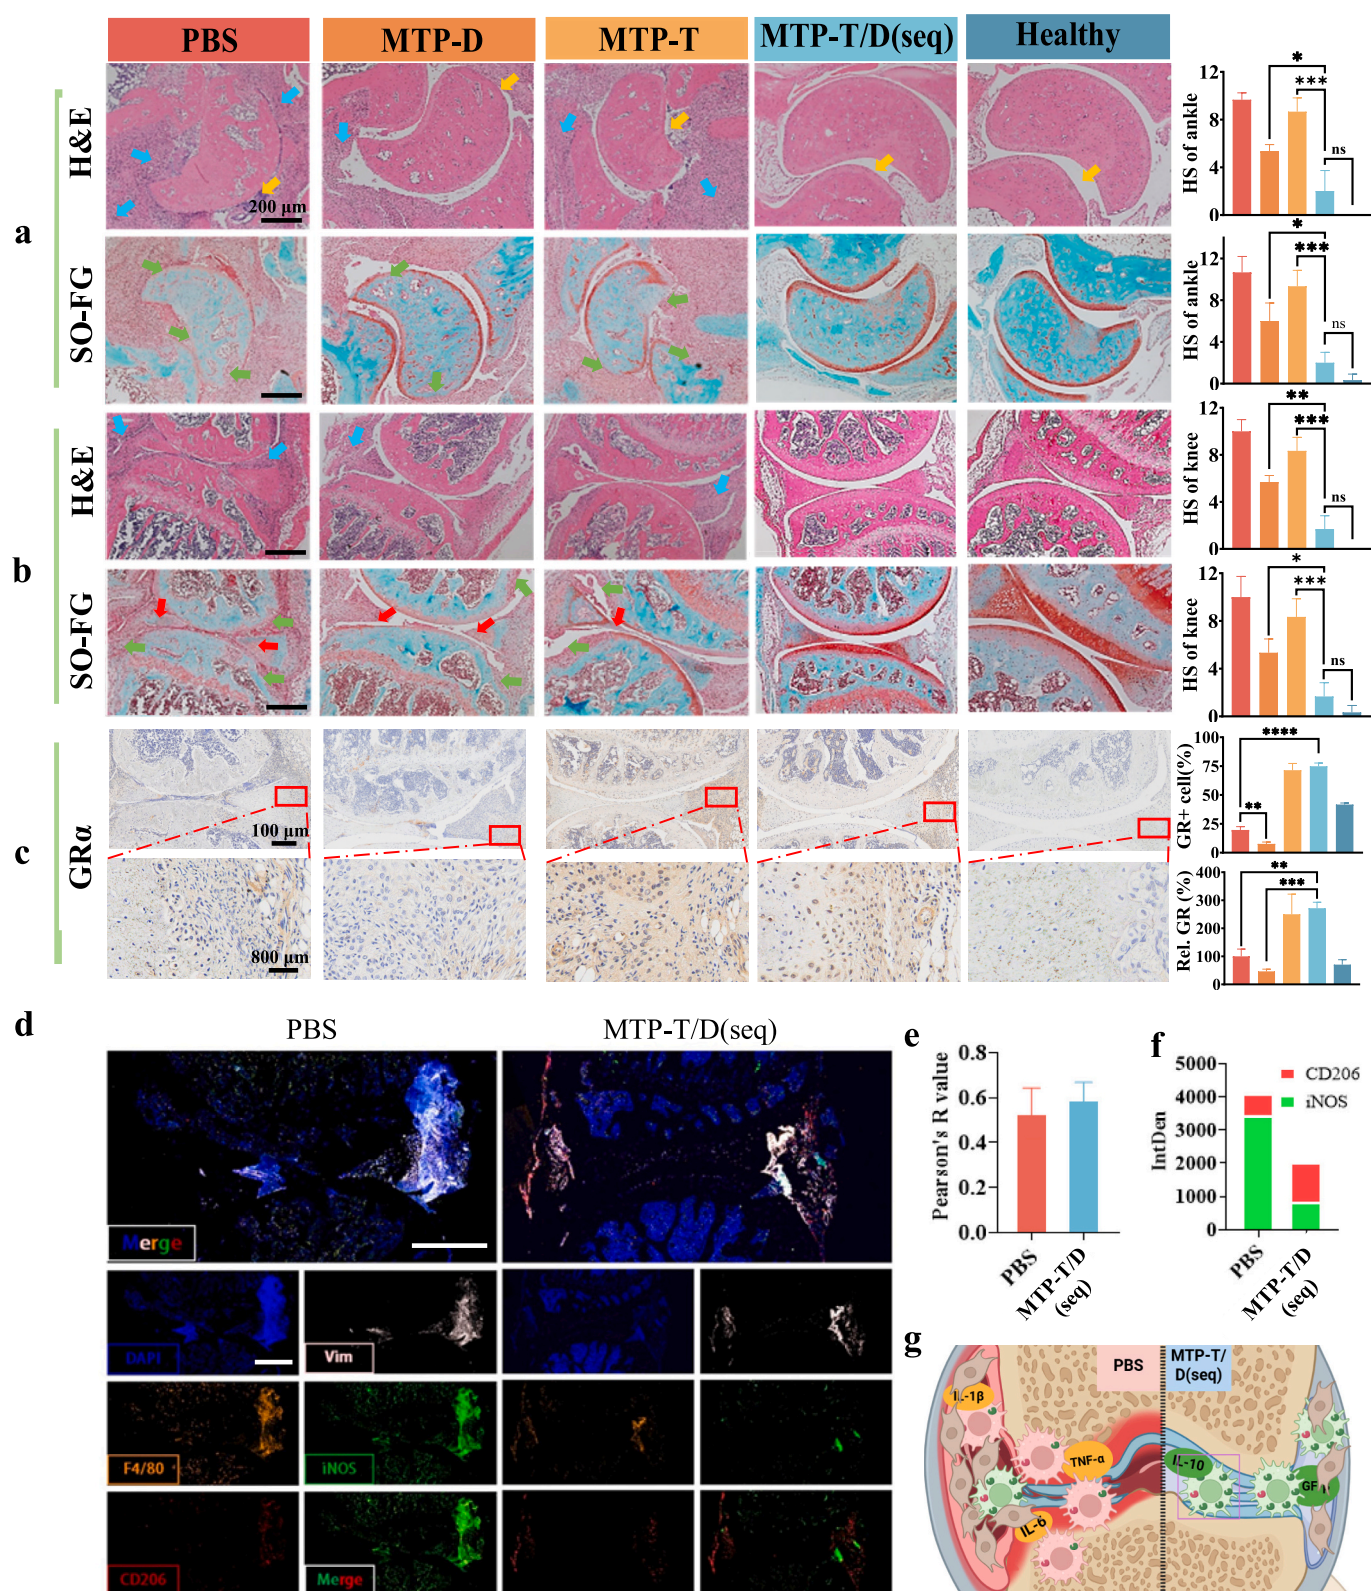 PBS
MTP-D
MTP-T
MTP-T/D(seq)
Healthy
a
H&E
200 μm
12
8
4
0
HS of ankle
*
***
ns
SO-FG
12
8
4
0
HS of ankle
*
***
ns
b
H&E
12
8
4
0
HS of knee
**
***
ns
SO-FG
12
8
4
0
HS of knee
*
***
ns
c
GRα
100 μm
800 μm
100
75
50
25
0
GR+ cell(%)
****
**
400
300
200
100
0
Rel. GR (%)
**
***
d
PBS
MTP-T/D(seq)
Merge
DAPI
Vim
F4/80
iNOS
CD206
Merge
e
0.8
0.6
0.4
0.2
0.0
Pearson's R value
PBS
MTP-T/D
(seq)
f
5000
4000
3000
2000
1000
0
IntDen
CD206
iNOS
PBS
MTP-T/D
(seq)
g
PBS
MTP-T/
D(seq)
IL-1β
TNF-α
IL-6
IL-10